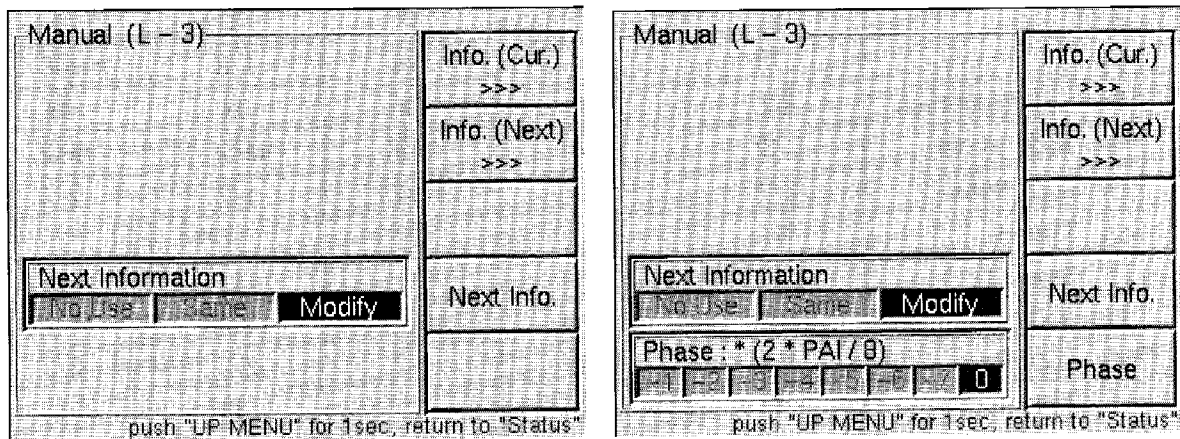 Manual (L – 3)
Info. (Cur.)
>>>
Info. (Next)
>>>
Next Information
No Use Same Modify
Next Info.
push "UP MENU" for 1sec, return to "Status"
Manual (L – 3)
Info. (Cur.)
>>>
Info. (Next)
>>>
Next Information
No Use Same Modify
Next Info.
Phase : * (2 * PAI / 8)
-1 -2 -3 -4 -5 -6 -7 0
Phase
push "UP MENU" for 1sec, return to "Status"